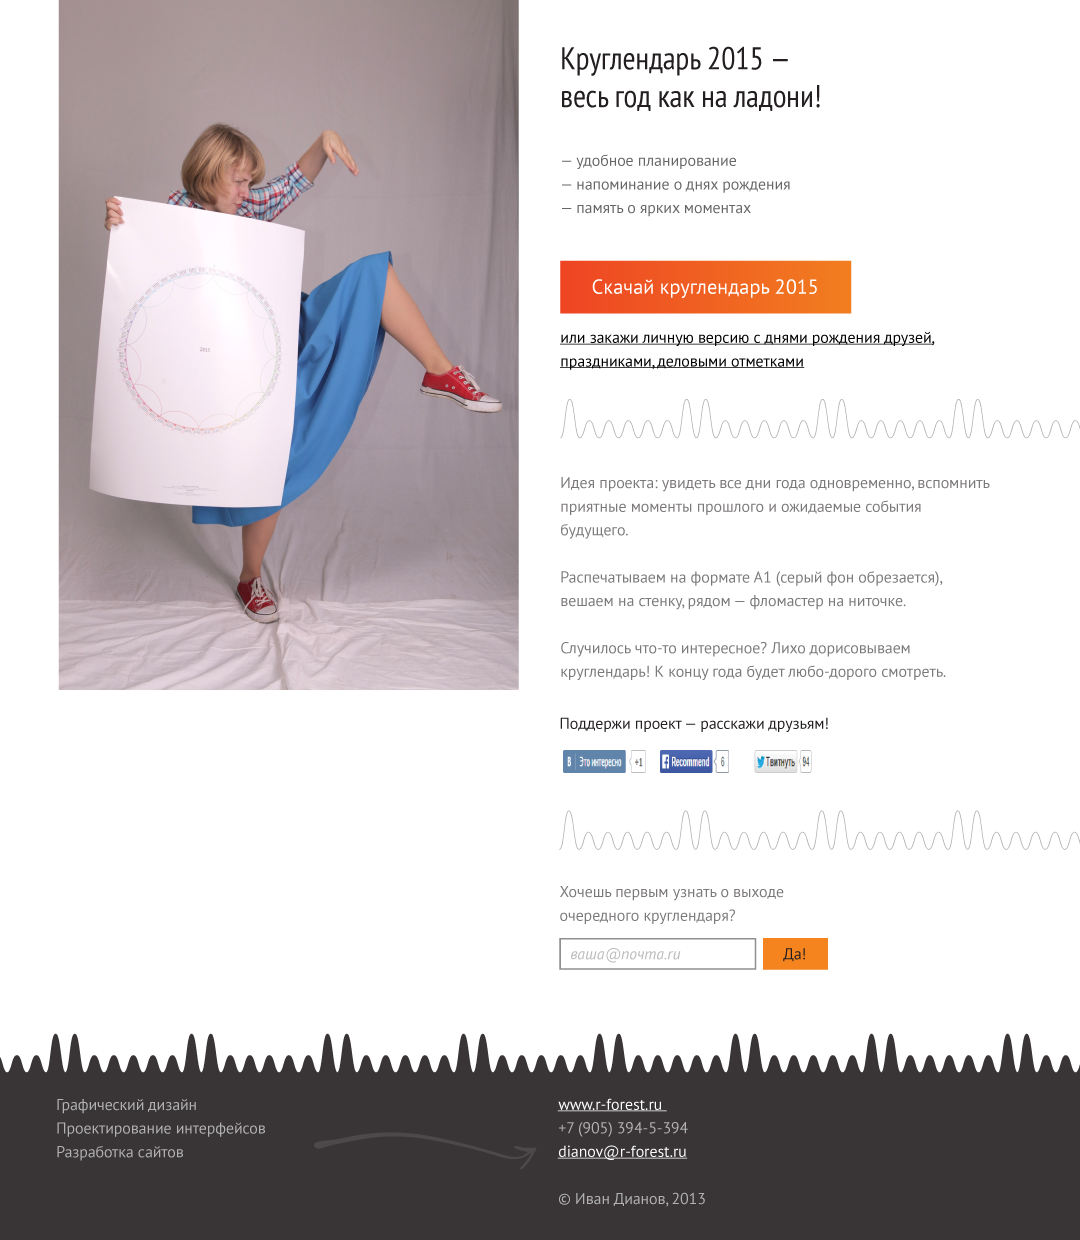 Круглендарь 2015 —
весь год как на ладони!
— удобное планирование
— напоминание о днях рождения
— память о ярких моментах
Скачай круглендарь 2015
или закажи личную версию с днями рождения друзей,
праздниками, деловыми отметками
2015
Идея проекта: увидеть все дни года одновременно, вспомнить
приятные моменты прошлого и ожидаемые события
будущего.
Распечатываем на формате А1 (серый фон обрезается),
вешаем на стенку, рядом — фломастер на ниточке.
Случилось что-то интересное? Лихо дорисовываем
круглендарь! К концу года будет любо-дорого смотреть.
Поддержи проект — расскажи друзьям!
В Это интересно +1 Recommend 6 Твитнуть 94
Хочешь первым узнать о выходе
очередного круглендаря?
ваша@почта.ru Да!
Графический дизайн
Проектирование интерфейсов
Разработка сайтов
www.r-forest.ru
+7 (905) 394-5-394
dianov@r-forest.ru
© Иван Дианов, 2013